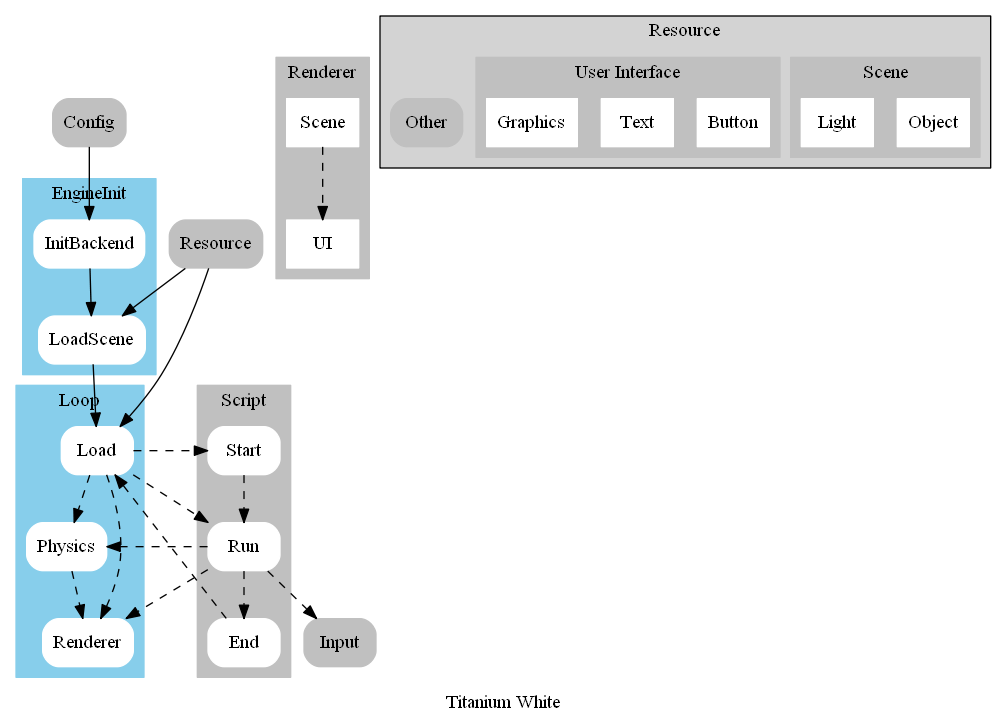 Resource
Renderer
User Interface
Scene
Config
Scene
Other
Graphics
Text
Button
Light
Object
EngineInit
InitBackend
Resource
UI
LoadScene
Loop
Script
Load
Start
Physics
Run
Renderer
End
Input
Titanium White